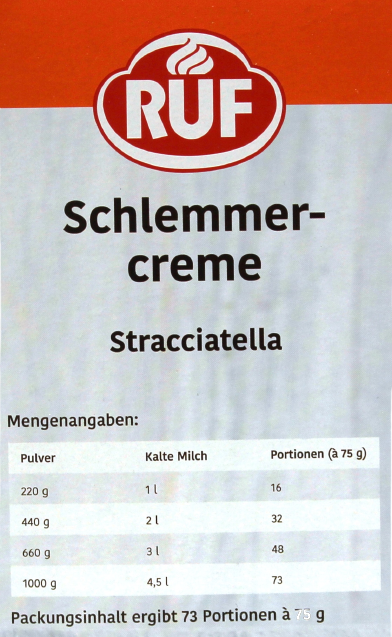 RUF
Schlemmer-
creme
Stracciatella
Mengenangaben:
Pulver Kalte Milch Portionen (à 75 g)
220 g 1 l 16
440 g 2 l 32
660 g 3 l 48
1000 g 4,5 l 73
Packungsinhalt ergibt 73 Portionen à 75 g